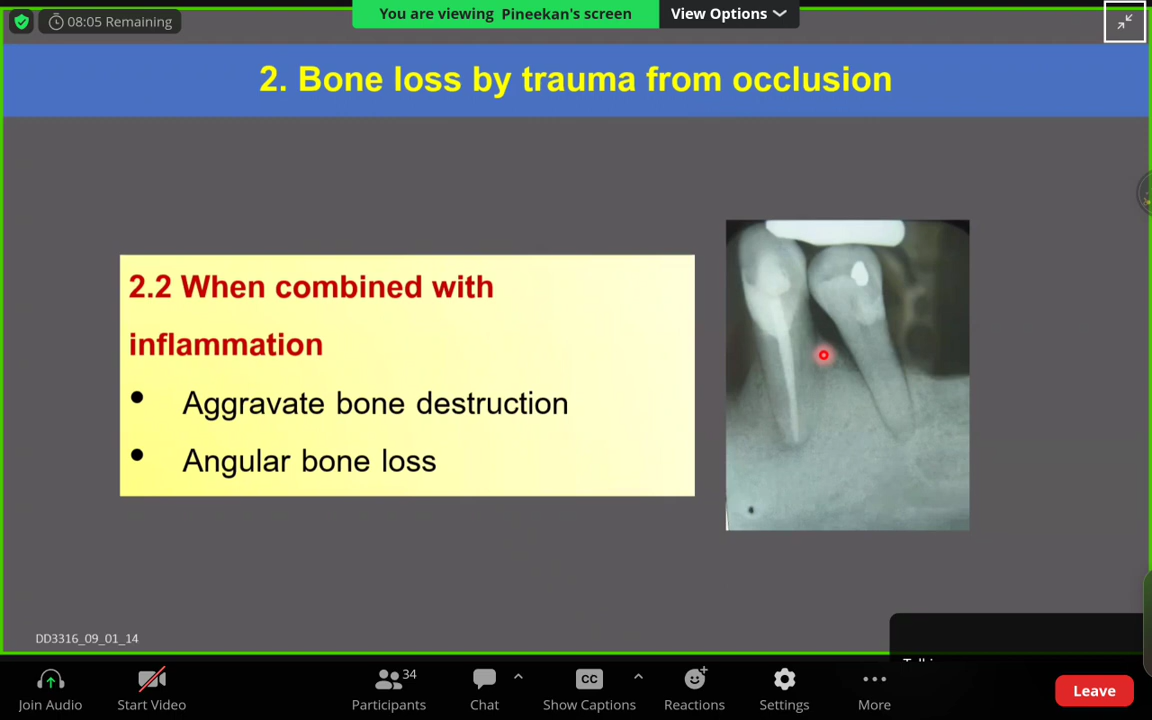 08:05 Remaining
You are viewing Pineekan's screen
View Options
2. Bone loss by trauma from occlusion
2.2 When combined with
inflammation
• Aggravate bone destruction
• Angular bone loss
DD3316_09_01_14
34
CC
Join Audio
Start Video
Participants
Chat
Show Captions
Reactions
Settings
More
Leave